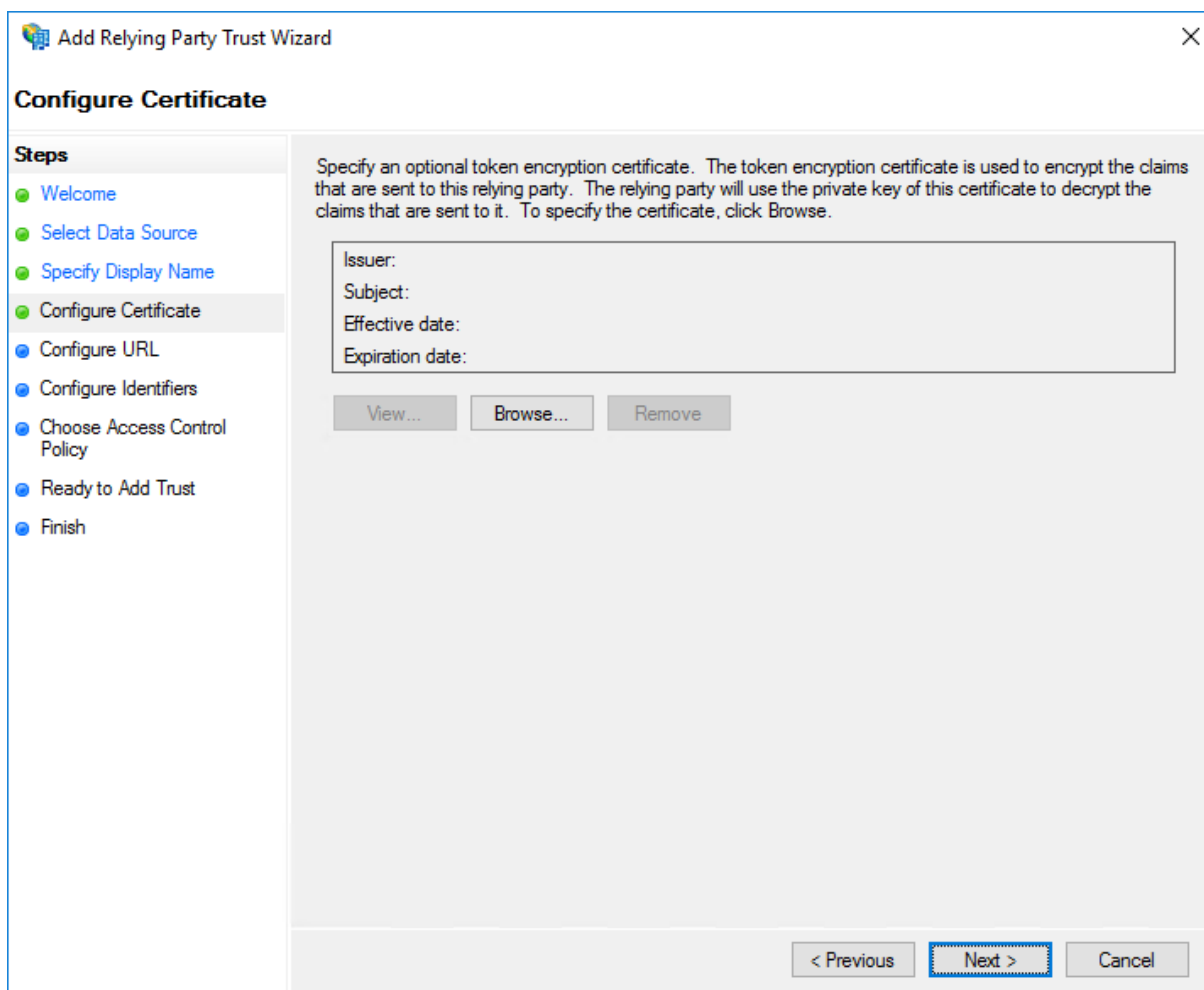 Add Relying Party Trust Wizard
Configure Certificate
Steps
Welcome
Select Data Source
Specify Display Name
Configure Certificate
Configure URL
Configure Identifiers
Choose Access Control
Policy
Ready to Add Trust
Finish
Specify an optional token encryption certificate.  The token encryption certificate is used to encrypt the claims
that are sent to this relying party.  The relying party will use the private key of this certificate to decrypt the
claims that are sent to it.  To specify the certificate, click Browse.
Issuer:
Subject:
Effective date:
Expiration date:
View...
Browse...
Remove
< Previous
Next >
Cancel